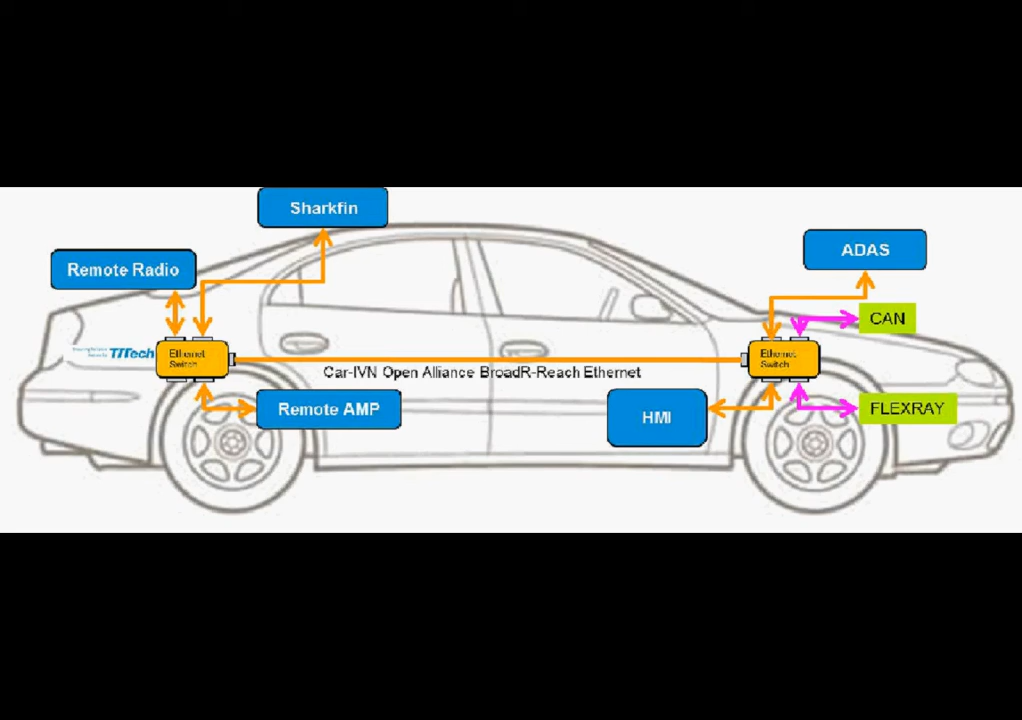 Sharkfin
Remote Radio
ADAS
CAN
TTTech
Ethernet
Switch
Ethernet
Switch
Car-IVN Open Alliance BroadR-Reach Ethernet
Remote AMP
HMI
FLEXRAY